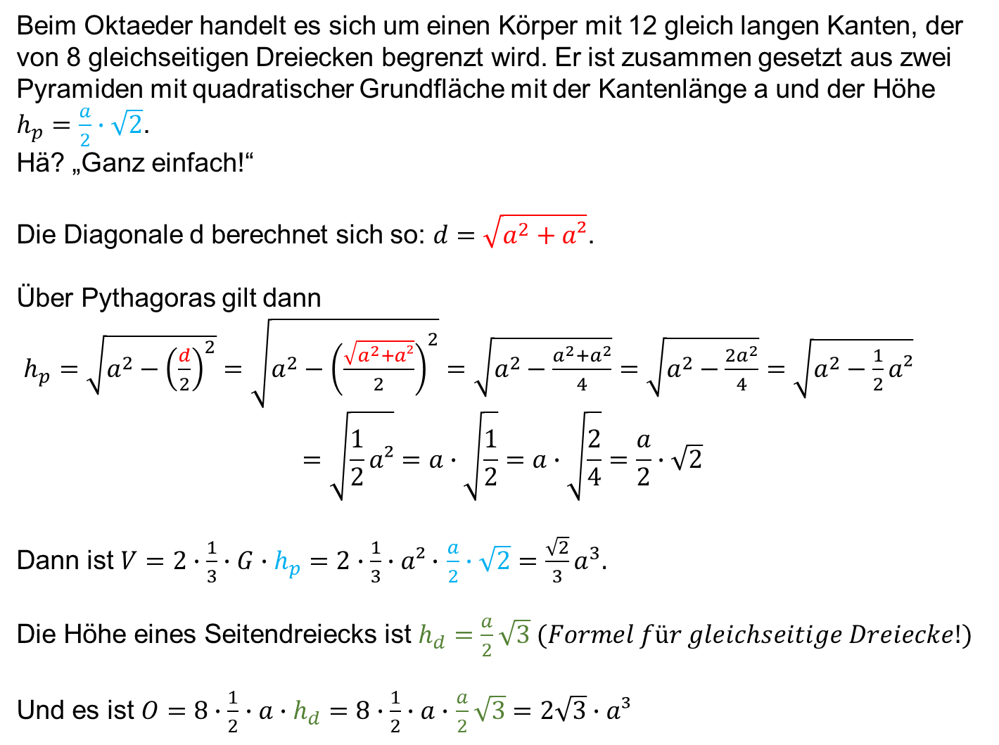 Beim Oktaeder handelt es sich um einen Körper mit 12 gleich langen Kanten, der
von 8 gleichseitigen Dreiecken begrenzt wird. Er ist zusammen gesetzt aus zwei
Pyramiden mit quadratischer Grundfläche mit der Kantenlänge a und der Höhe
$h_p = \frac{a}{2} \cdot \sqrt{2}$.
Hä? „Ganz einfach!“
Die Diagonale d berechnet sich so: $d = \sqrt{a^2 + a^2}$.
Über Pythagoras gilt dann
$h_p = \sqrt{a^2 - \left(\frac{d}{2}\right)^2} = \sqrt{a^2 - \left(\frac{\sqrt{a^2+a^2}}{2}\right)^2} = \sqrt{a^2 - \frac{a^2+a^2}{4}} = \sqrt{a^2 - \frac{2a^2}{4}} = \sqrt{a^2 - \frac{1}{2}a^2}$
$= \sqrt{\frac{1}{2}a^2} = a \cdot \sqrt{\frac{1}{2}} = a \cdot \sqrt{\frac{2}{4}} = \frac{a}{2} \cdot \sqrt{2}$
Dann ist $V = 2 \cdot \frac{1}{3} \cdot G \cdot h_p = 2 \cdot \frac{1}{3} \cdot a^2 \cdot \frac{a}{2} \cdot \sqrt{2} = \frac{\sqrt{2}}{3} a^3$.
Die Höhe eines Seitendreiecks ist $h_d = \frac{a}{2}\sqrt{3}$ (Formel für gleichseitige Dreiecke!)
Und es ist $O = 8 \cdot \frac{1}{2} \cdot a \cdot h_d = 8 \cdot \frac{1}{2} \cdot a \cdot \frac{a}{2}\sqrt{3} = 2\sqrt{3} \cdot a^3$